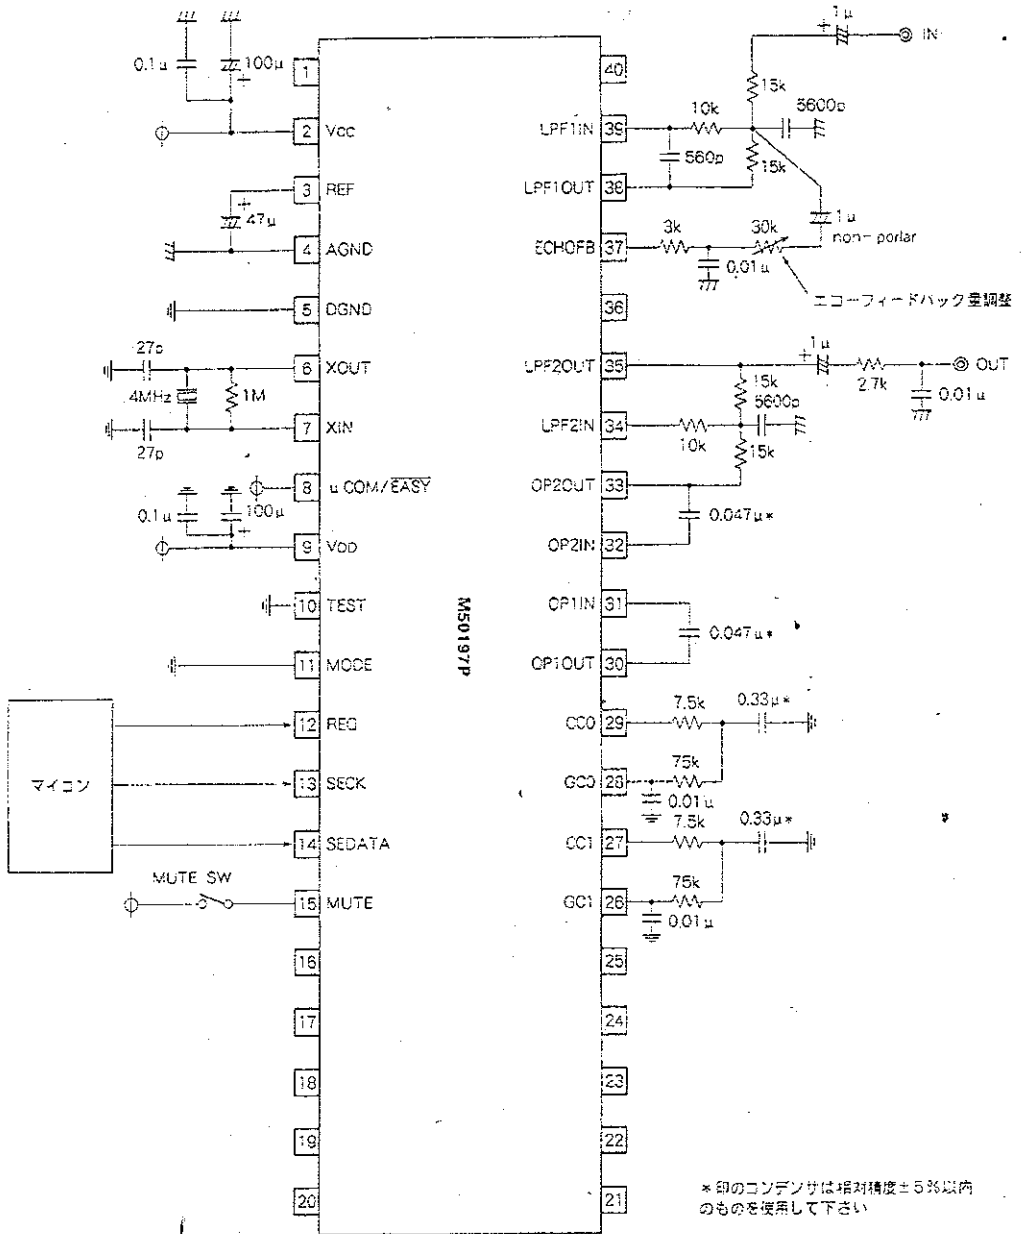 1μ
IN
0.1μ
100μ
1
40
15k
10k
5600p
2
Vcc
LPF1IN
39
560p
15k
3
REF
LPF1OUT
38
47μ
1μ
non-porlar
3k
30k
4
AGND
ECHOFB
37
0.01μ
エコーフィードバック量調整
5
DGND
36
27p
1μ
6
XOUT
LPF2OUT
35
OUT
4MHz
1M
15k
2.7k
0.01μ
5600p
7
XIN
LPF2IN
34
27p
10k
15k
8
μCOM/EASY
OP2OUT
33
0.1μ
100μ
0.047μ*
9
VDD
OP2IN
32
10
TEST
OP1IN
31
M50197P
0.047μ*
11
MODE
OP1OUT
30
7.5k
0.33μ*
12
REQ
CC0
29
マイコン
75k
13
SECK
GC0
28
0.01μ
7.5k
0.33μ*
14
SEDATA
CC1
27
MUTE SW
75k
15
MUTE
GC1
26
0.01μ
16
25
17
24
18
23
19
22
20
21
*印のコンデンサは相対精度±5%以内
のものを使用して下さい